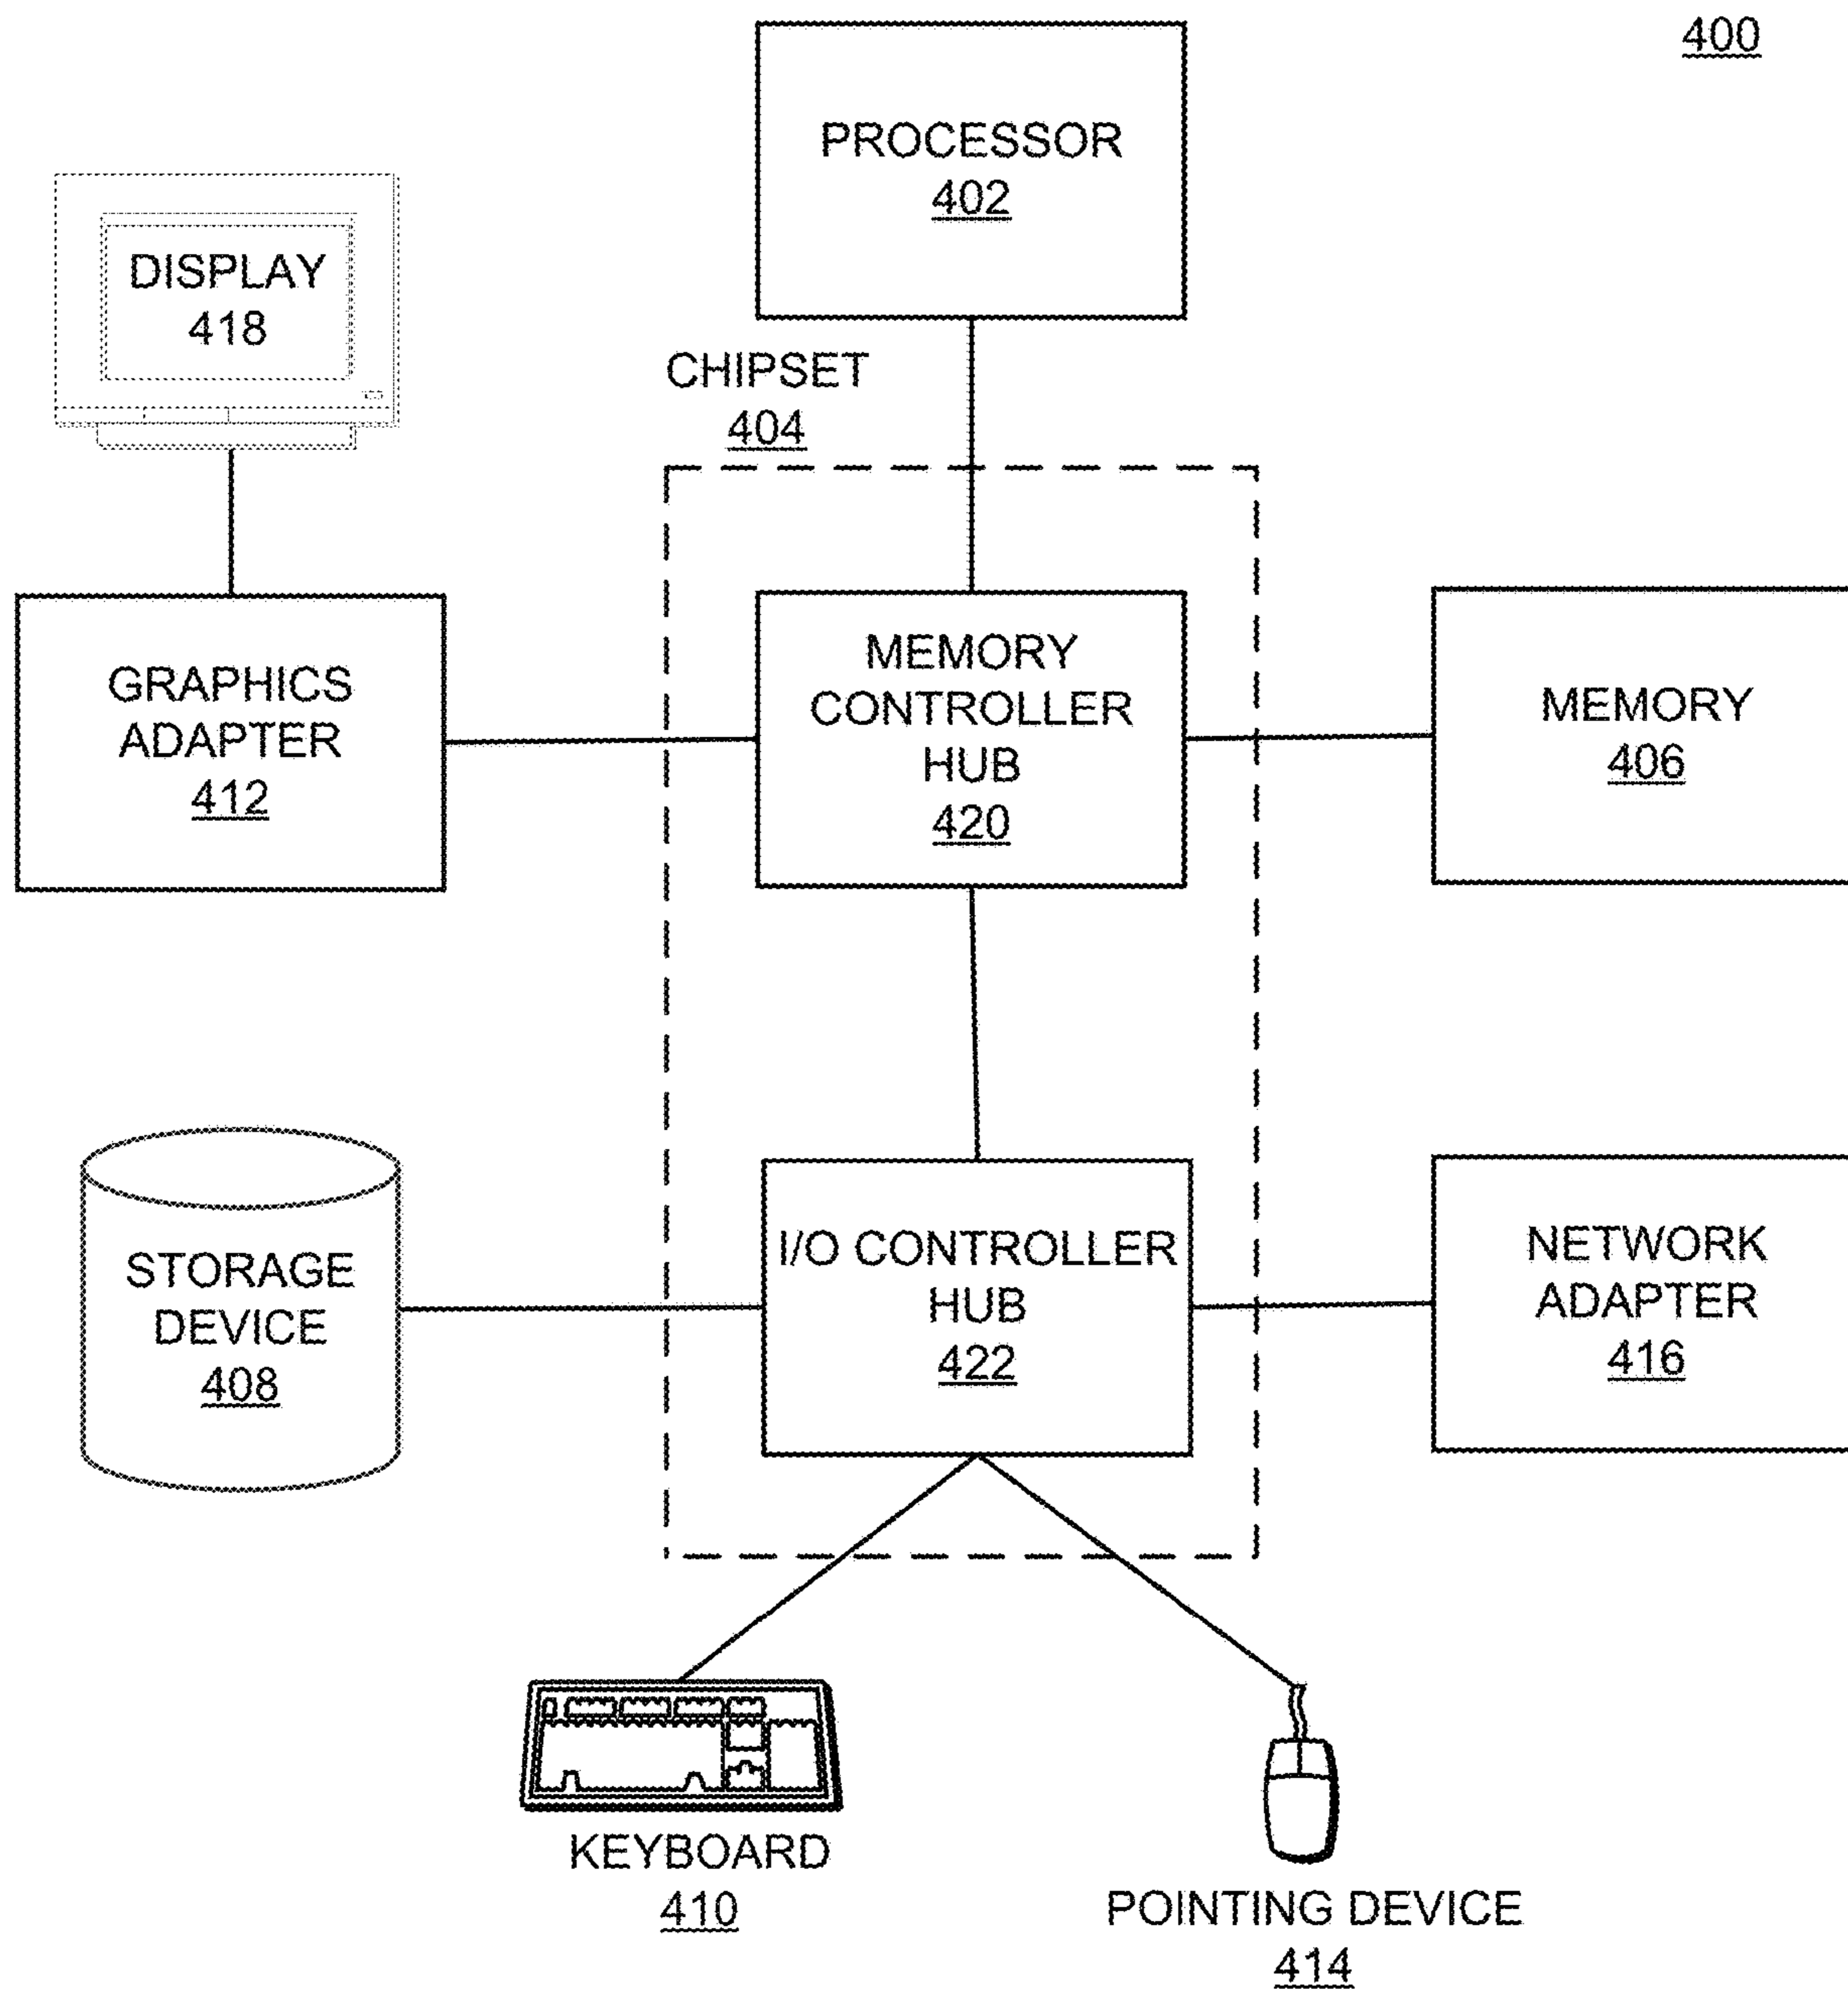 400
PROCESSOR
402
DISPLAY
418
CHIPSET
404
GRAPHICS
ADAPTER
412
MEMORY
CONTROLLER
HUB
420
MEMORY
406
STORAGE
DEVICE
408
I/O CONTROLLER
HUB
422
NETWORK
ADAPTER
416
KEYBOARD
410
POINTING DEVICE
414